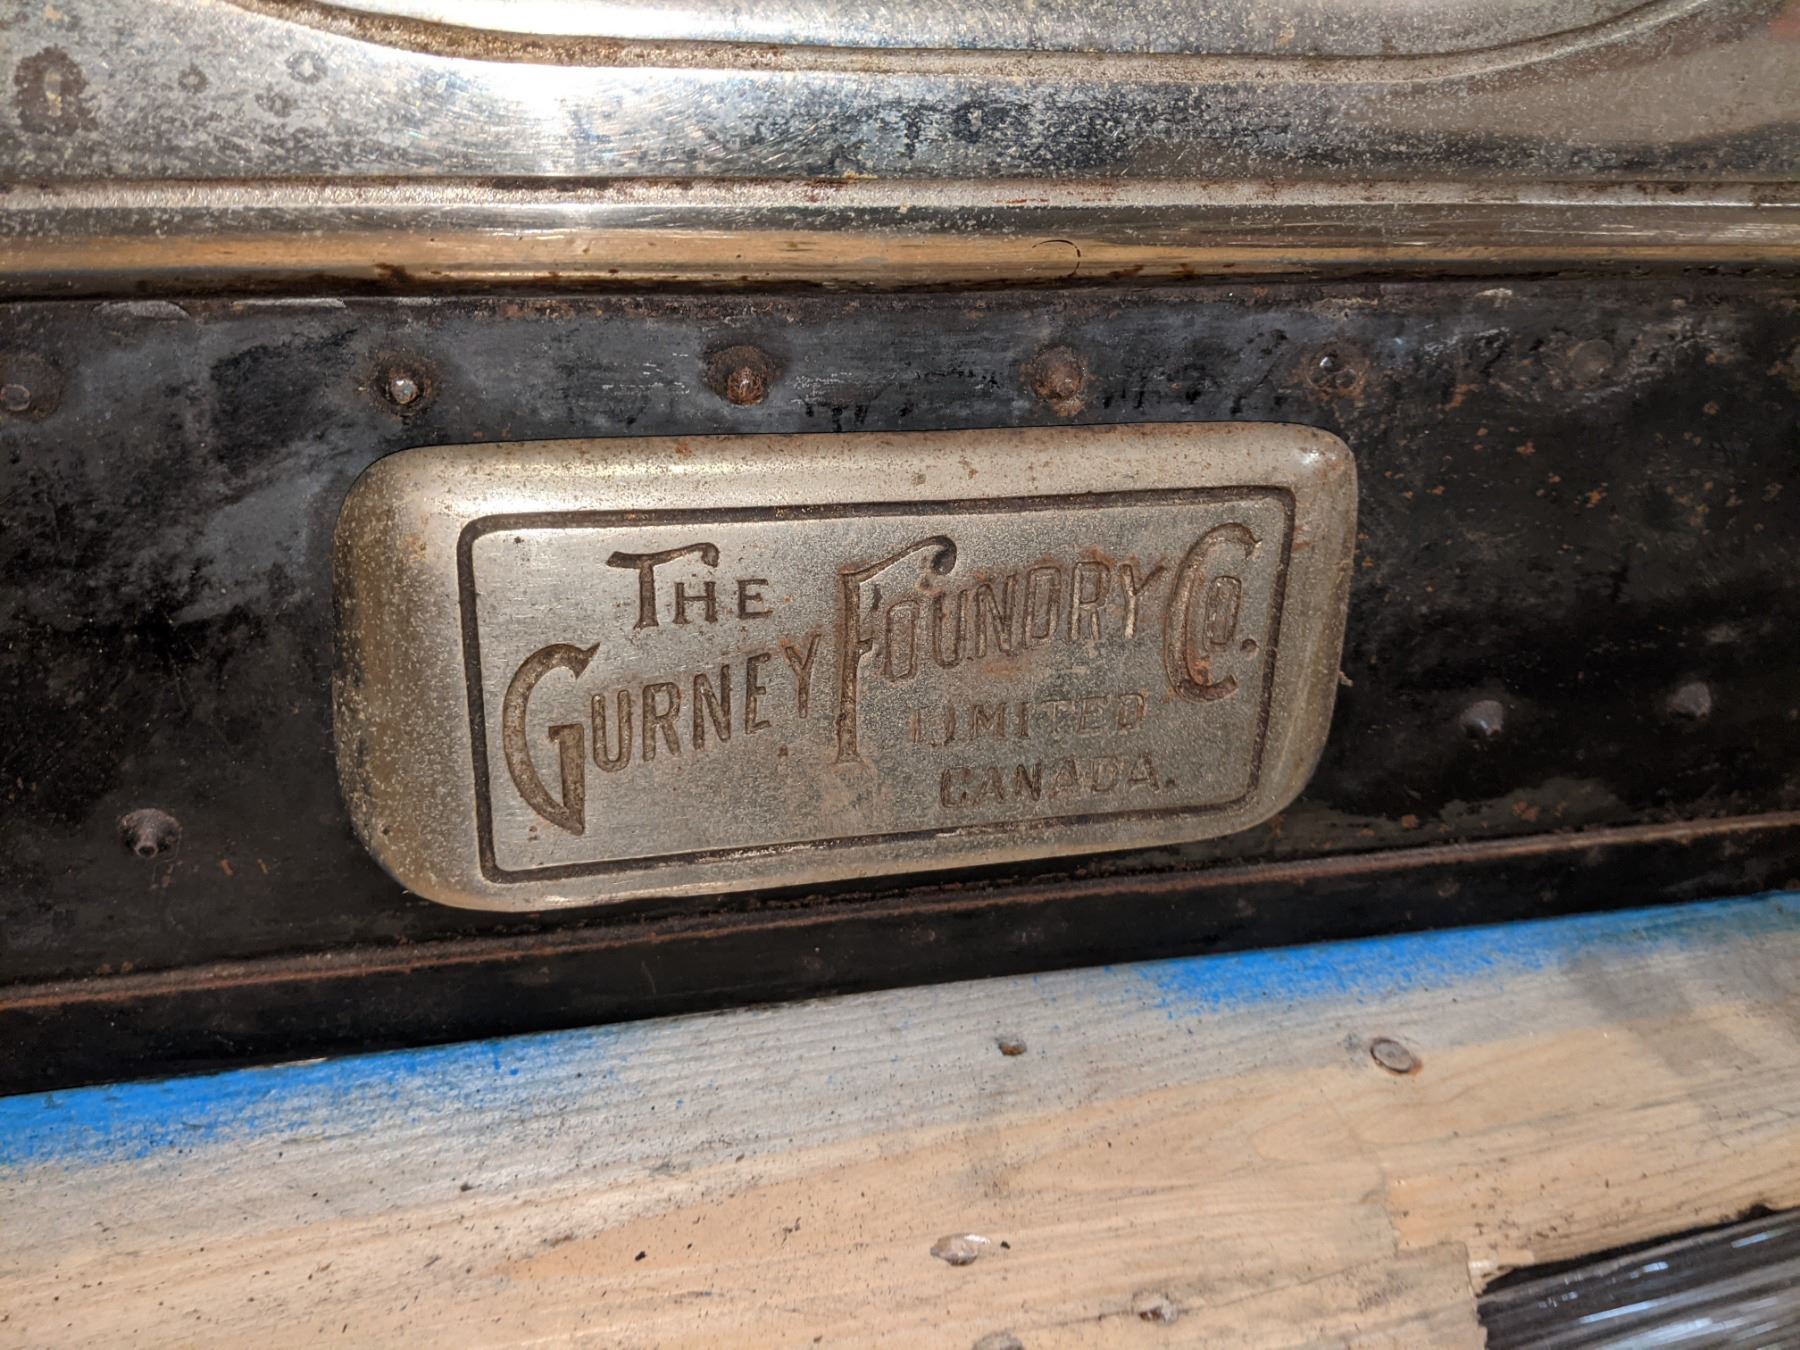 THE
GURNEY FOUNDRY CO.
LIMITED
CANADA.